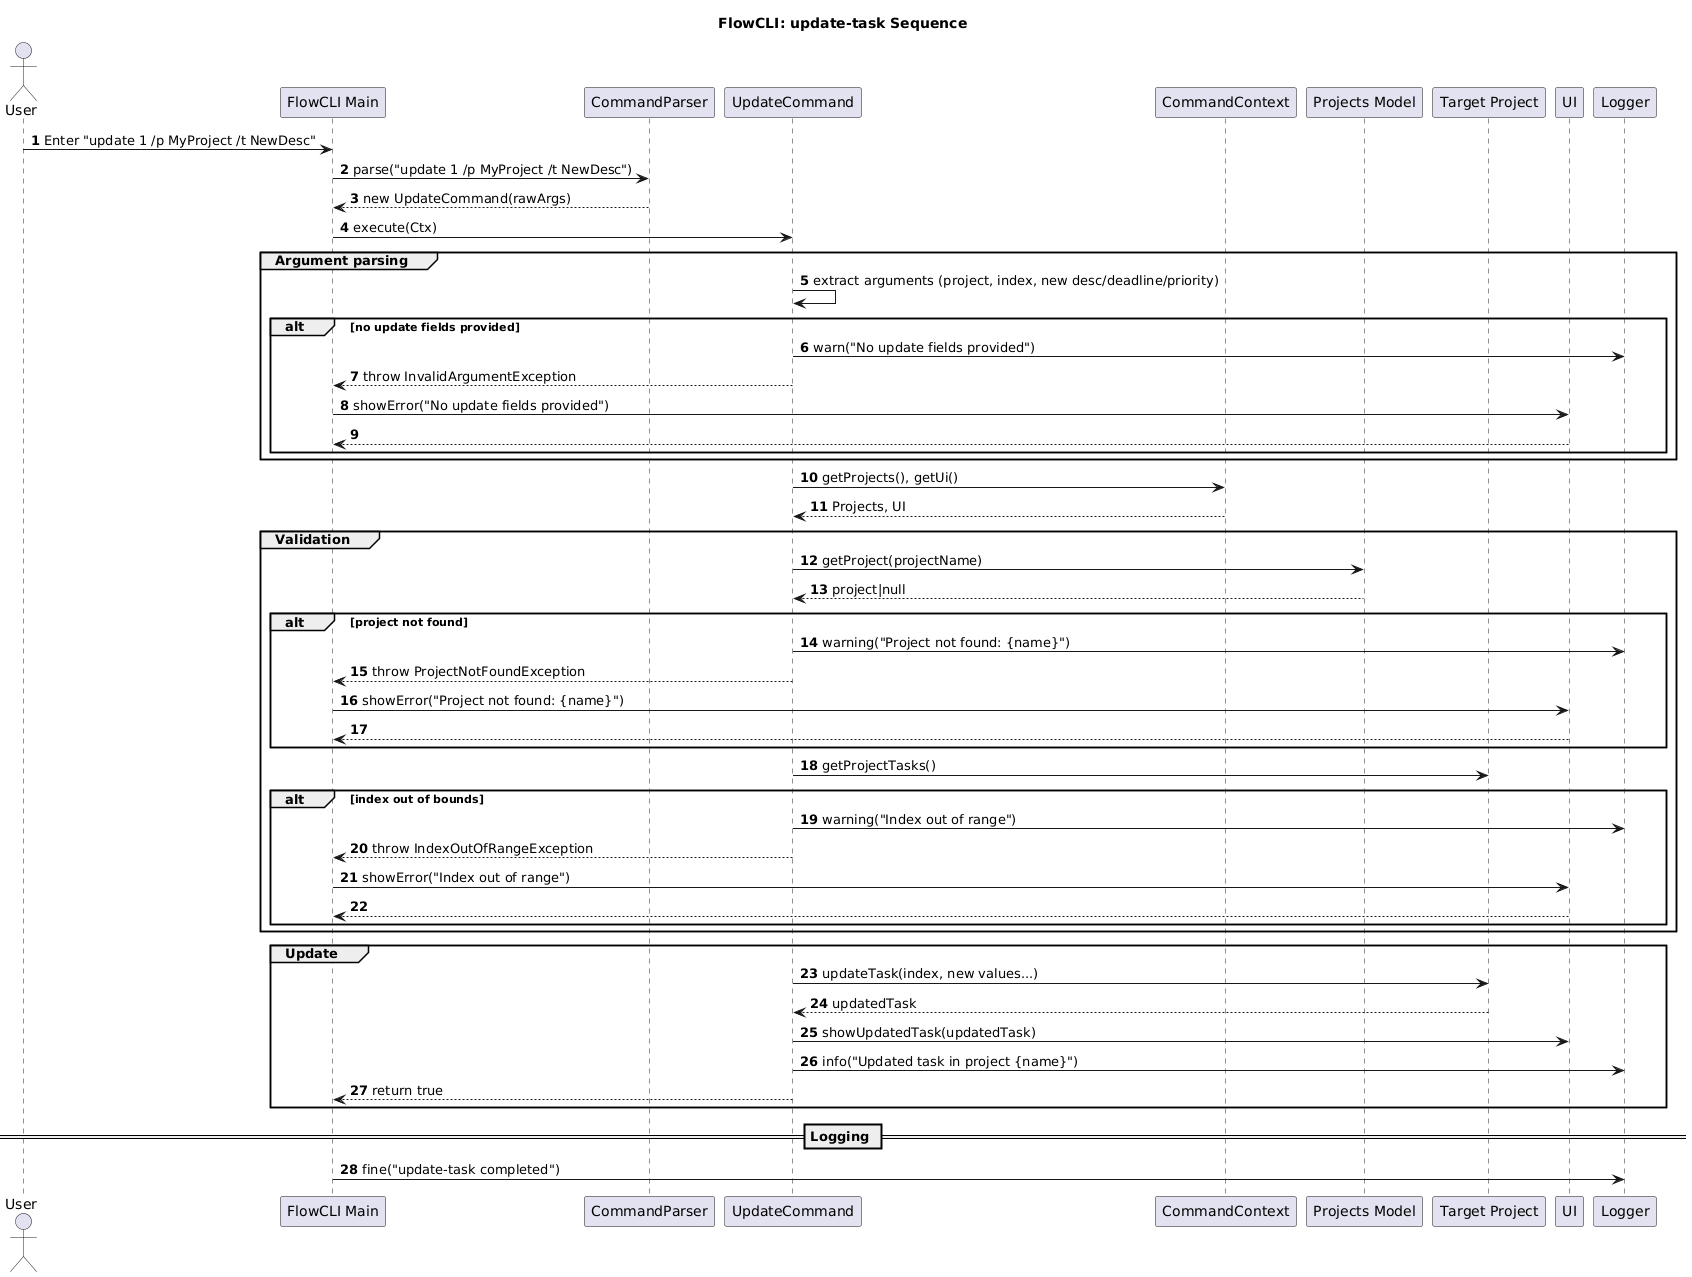 FlowCLI: update-task Sequence
User
FlowCLI Main
CommandParser
UpdateCommand
CommandContext
Projects Model
Target Project
UI
Logger
1 Enter "update 1 /p MyProject /t NewDesc"
2 parse("update 1 /p MyProject /t NewDesc")
3 new UpdateCommand(rawArgs)
4 execute(Ctx)
Argument parsing
5 extract arguments (project, index, new desc/deadline/priority)
alt [no update fields provided]
6 warn("No update fields provided")
7 throw InvalidArgumentException
8 showError("No update fields provided")
9
10 getProjects(), getUi()
11 Projects, UI
Validation
12 getProject(projectName)
13 project|null
alt [project not found]
14 warning("Project not found: {name}")
15 throw ProjectNotFoundException
16 showError("Project not found: {name}")
17
18 getProjectTasks()
alt [index out of bounds]
19 warning("Index out of range")
20 throw IndexOutOfRangeException
21 showError("Index out of range")
22
Update
23 updateTask(index, new values...)
24 updatedTask
25 showUpdatedTask(updatedTask)
26 info("Updated task in project {name}")
27 return true
Logging
28 fine("update-task completed")
User
FlowCLI Main
CommandParser
UpdateCommand
CommandContext
Projects Model
Target Project
UI
Logger